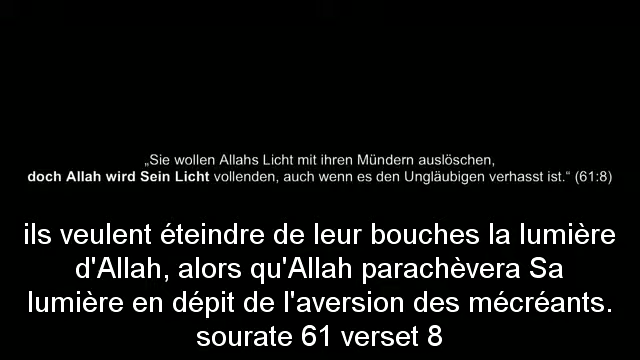 „Sie wollen Allahs Licht mit ihren Mündern auslöschen,
doch Allah wird Sein Licht vollenden, auch wenn es den Ungläubigen verhasst ist.“ (61:8)
ils veulent éteindre de leur bouches la lumière
d'Allah, alors qu'Allah parachèvera Sa
lumière en dépit de l'aversion des mécréants.
sourate 61 verset 8